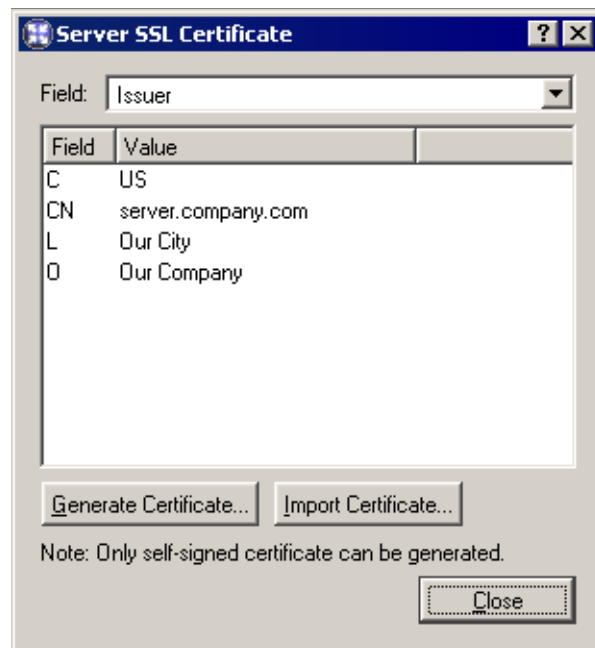 Server SSL Certificate
Field: Issuer
Field Value
C US
CN server.company.com
L Our City
O Our Company
Generate Certificate... Import Certificate...
Note: Only self-signed certificate can be generated.
Close